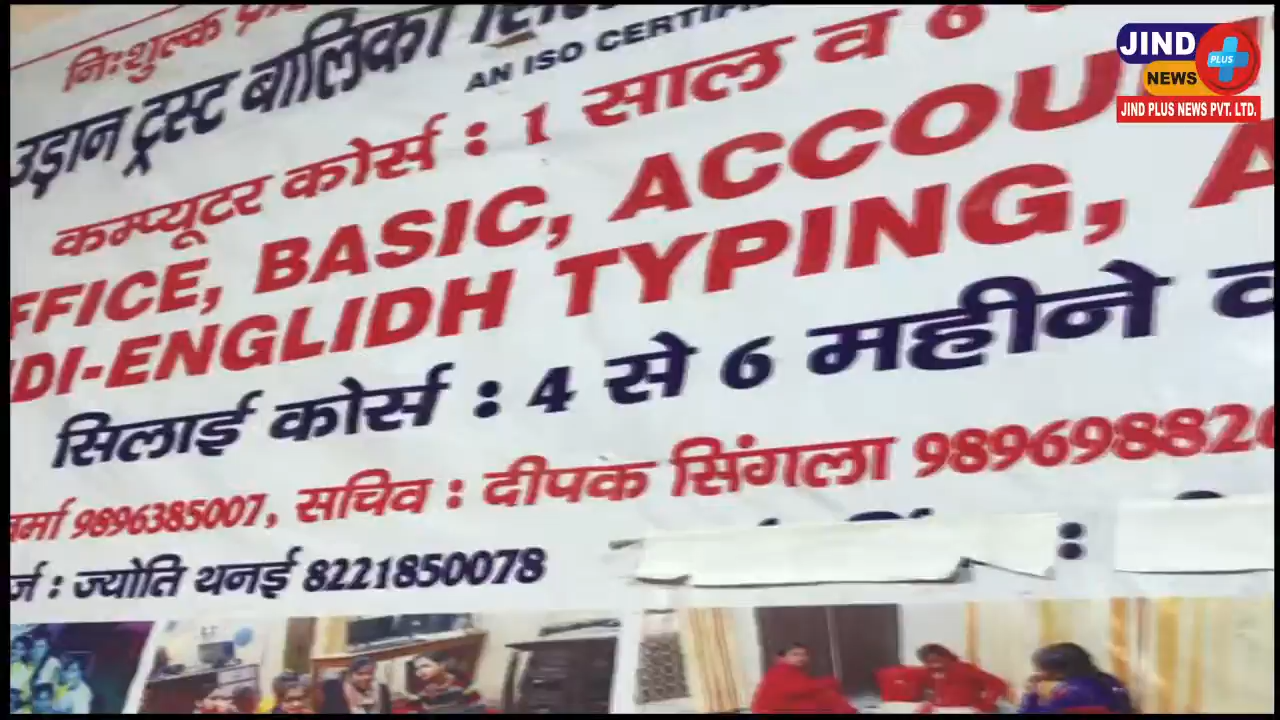 निःशुल्क
उड़ान ट्रस्ट बालिका
AN ISO CERTIF
कम्प्यूटर कोर्स : 1 साल व 6
FFICE, BASIC, ACCOU
DI-ENGLIDH TYPING, A
सिलाई कोर्स : 4 से 6 महीने
र्मा 9896385007, सचिव : दीपक सिंगला 989698820
र्ज : ज्योति थनई 8221850078
JIND
NEWS
PLUS
JIND PLUS NEWS PVT. LTD.